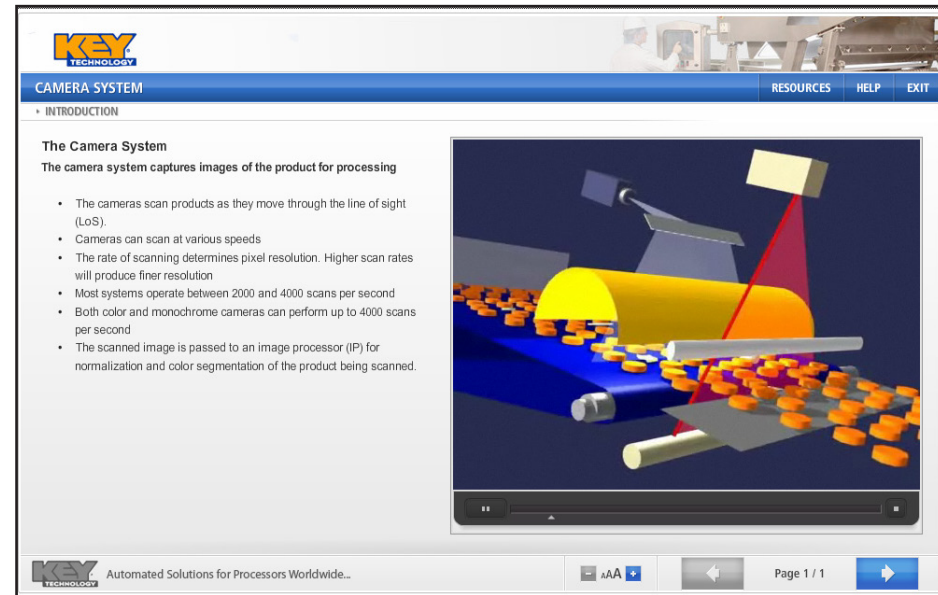 KEY
TECHNOLOGY
CAMERA SYSTEM
RESOURCES
HELP
EXIT
INTRODUCTION
The Camera System
The camera system captures images of the product for processing
• The cameras scan products as they move through the line of sight
(LoS).
• Cameras can scan at various speeds
• The rate of scanning determines pixel resolution. Higher scan rates
will produce finer resolution
• Most systems operate between 2000 and 4000 scans per second
• Both color and monochrome cameras can perform up to 4000 scans
per second
• The scanned image is passed to an image processor (IP) for
normalization and color segmentation of the product being scanned.
KEY
TECHNOLOGY
Automated Solutions for Processors Worldwide...
AAA
Page 1 / 1